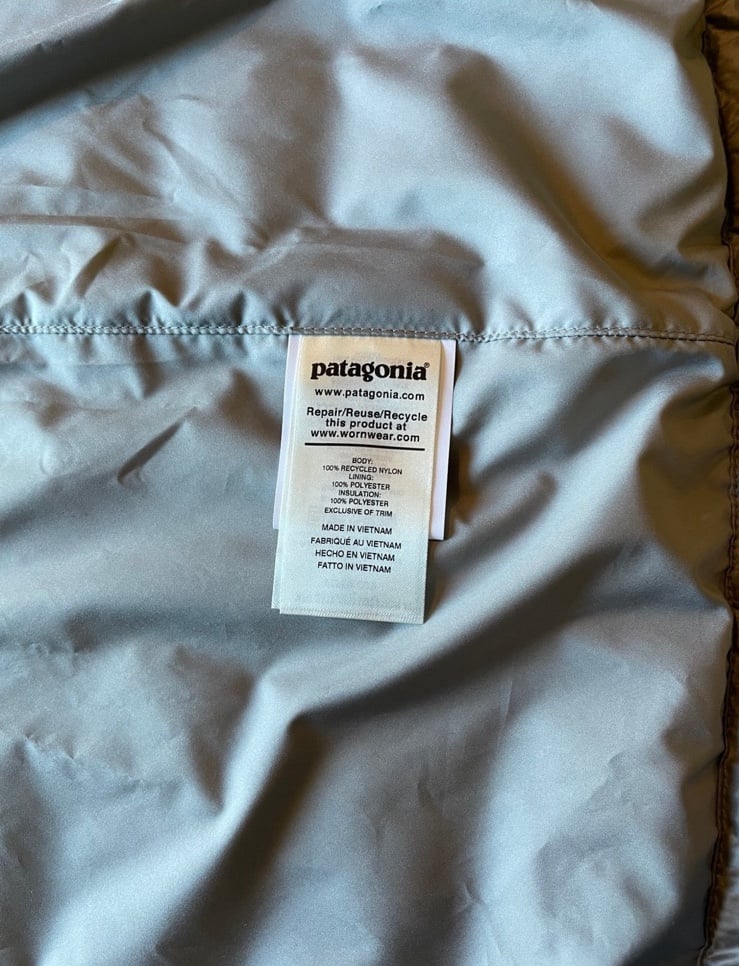 patagonia®
www.patagonia.com
Repair/Reuse/Recycle
this product at
www.wornwear.com
BODY:
100% RECYCLED NYLON
LINING:
100% POLYESTER
INSULATION:
100% POLYESTER
EXCLUSIVE OF TRIM
MADE IN VIETNAM
FABRIQUÉ AU VIETNAM
HECHO EN VIETNAM
FATTO IN VIETNAM